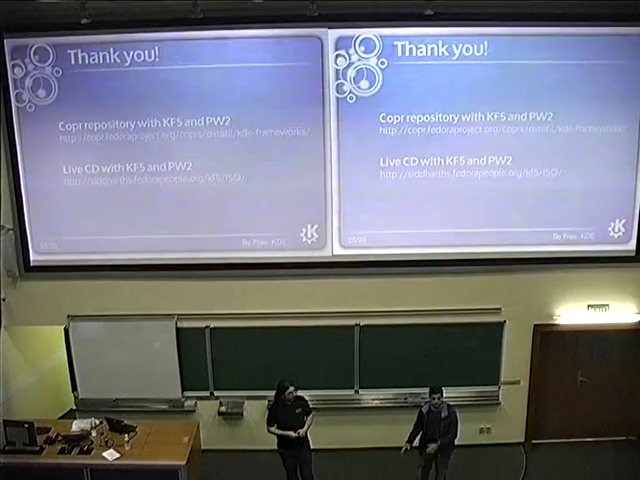 Thank you!
Copr repository with KF5 and PW2
http://copr.fedoraproject.org/coprs/dvratil/kde-frameworks/
Live CD with KF5 and PW2
http://siddharths.fedorapeople.org/kf5/ISO/
Be Free. KDE
Thank you!
Copr repository with KF5 and PW2
http://copr.fedoraproject.org/coprs/dvratil/kde-frameworks/
Live CD with KF5 and PW2
http://siddharths.fedorapeople.org/kf5/ISO/
Be Free. KDE
EXIT